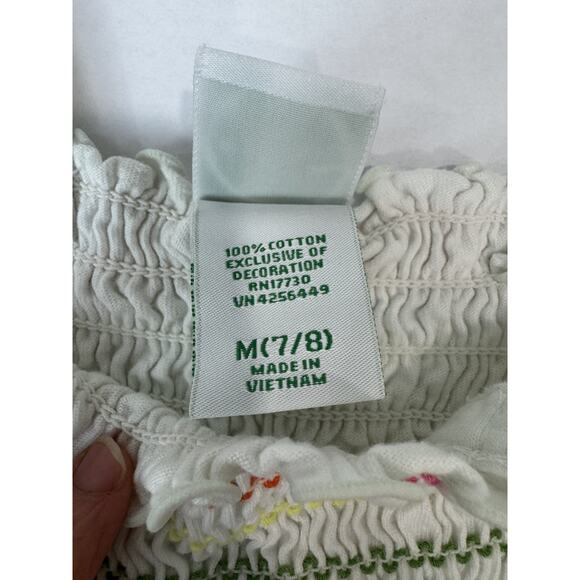 100% COTTON
EXCLUSIVE OF
DECORATION
RN17730
VN4256449
M(7/8)
MADE IN
VIETNAM